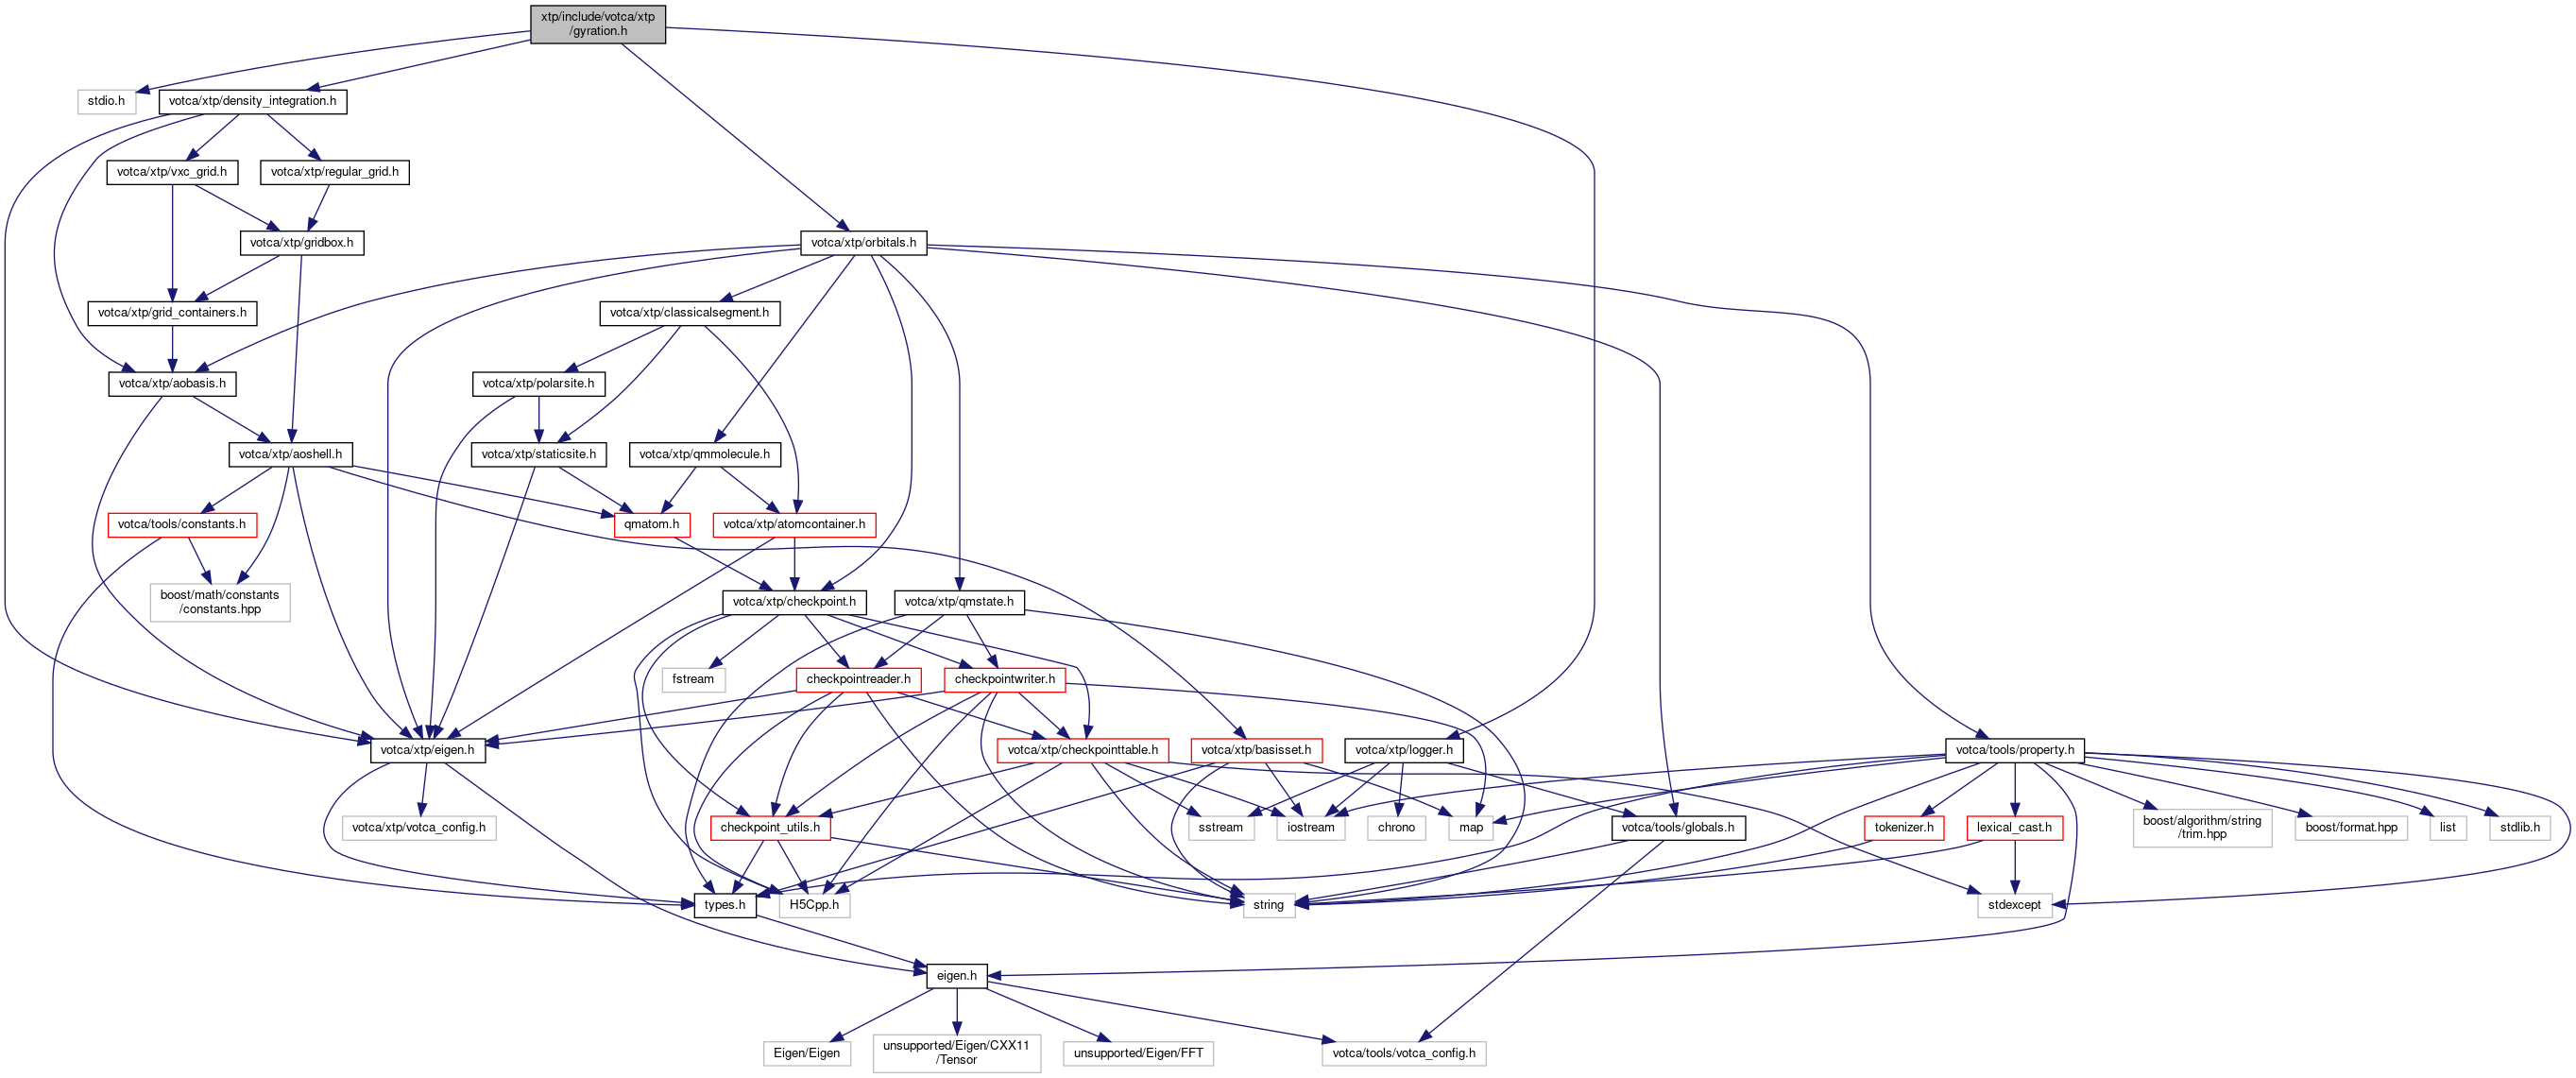 xtp/include/votca/xtp
/gyration.h
stdio.h
votca/xtp/density_integration.h
votca/xtp/vxc_grid.h
votca/xtp/regular_grid.h
votca/xtp/gridbox.h
votca/xtp/orbitals.h
votca/xtp/grid_containers.h
votca/xtp/classicalsegment.h
votca/xtp/aobasis.h
votca/xtp/polarsite.h
votca/xtp/aoshell.h
votca/xtp/staticsite.h
votca/xtp/qmmolecule.h
votca/tools/constants.h
qmatom.h
votca/xtp/atomcontainer.h
boost/math/constants
/constants.hpp
votca/xtp/checkpoint.h
votca/xtp/qmstate.h
fstream
checkpointreader.h
checkpointwriter.h
votca/xtp/eigen.h
votca/xtp/checkpointtable.h
votca/xtp/basisset.h
votca/xtp/logger.h
votca/tools/property.h
votca/xtp/votca_config.h
checkpoint_utils.h
sstream
iostream
chrono
map
votca/tools/globals.h
tokenizer.h
lexical_cast.h
boost/algorithm/string
/trim.hpp
boost/format.hpp
list
stdlib.h
types.h
H5Cpp.h
string
stdexcept
eigen.h
Eigen/Eigen
unsupported/Eigen/CXX11
/Tensor
unsupported/Eigen/FFT
votca/tools/votca_config.h